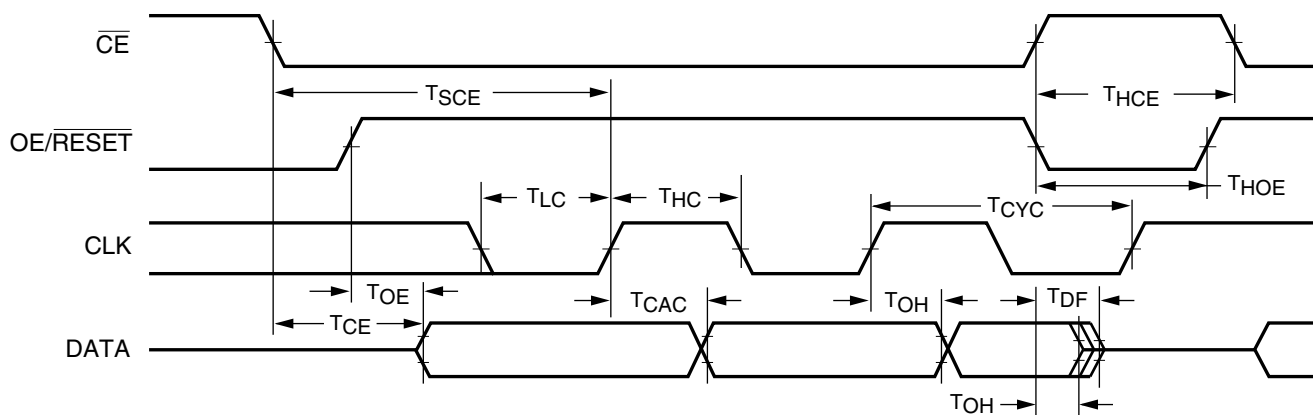 CE
TSCE
THCE
OE/RESET
TLC
THC
THOE
TCYC
CLK
TOE
TCAC
TOH
TDF
TCE
DATA
TOH